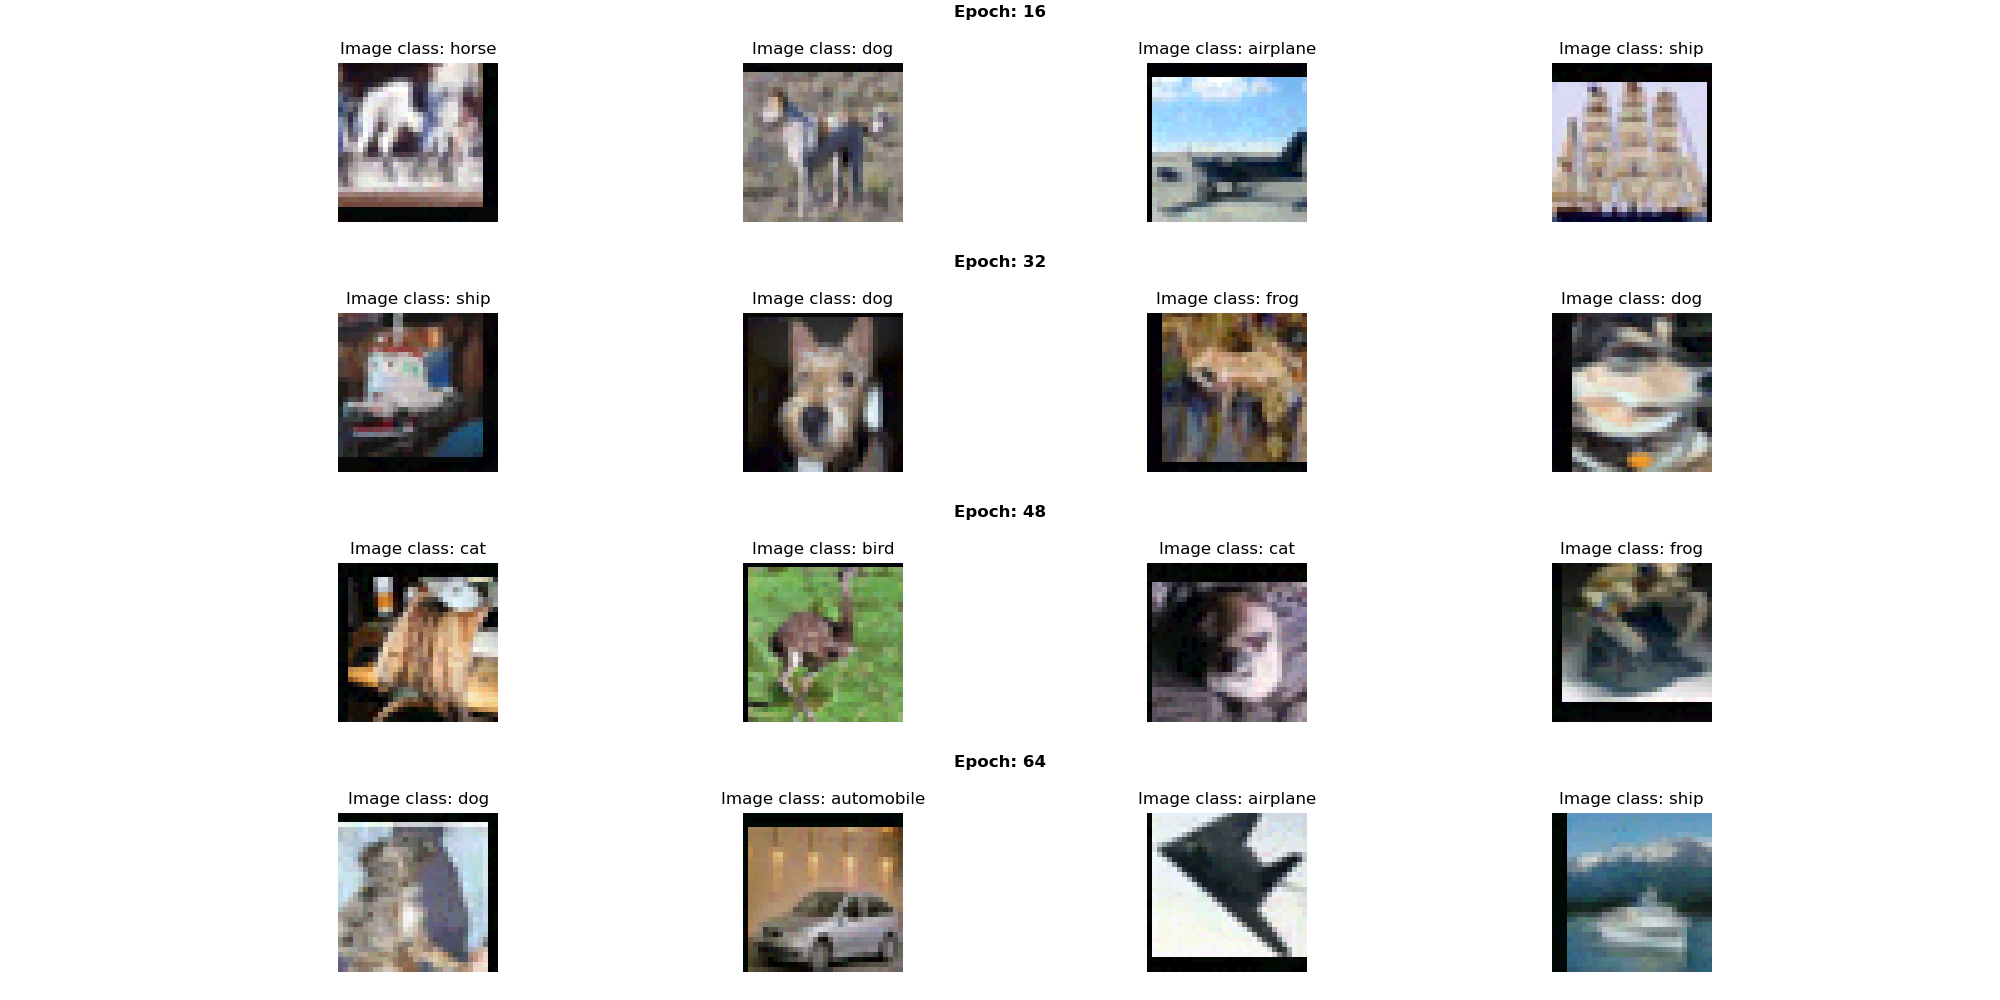 Epoch: 16
Image class: horse
Image class: dog
Image class: airplane
Image class: ship
Epoch: 32
Image class: ship
Image class: dog
Image class: frog
Image class: dog
Epoch: 48
Image class: cat
Image class: bird
Image class: cat
Image class: frog
Epoch: 64
Image class: dog
Image class: automobile
Image class: airplane
Image class: ship